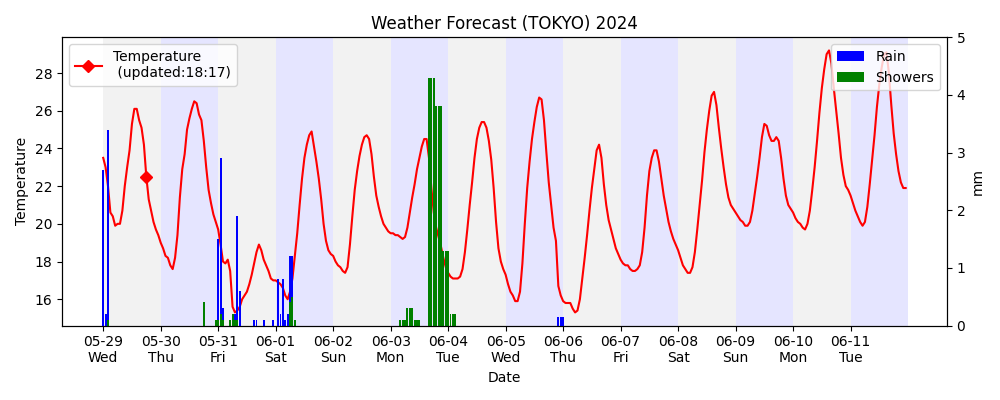 Weather Forecast (TOKYO) 2024
Temperature
(updated:18:17)
Rain
Showers
Temperature
28
26
24
22
20
18
16
mm
5
4
3
2
1
0
05-29 05-30 05-31 06-01 06-02 06-03 06-04 06-05 06-06 06-07 06-08 06-09 06-10 06-11
Wed Thu Fri Sat Sun Mon Tue Wed Thu Fri Sat Sun Mon Tue
Date